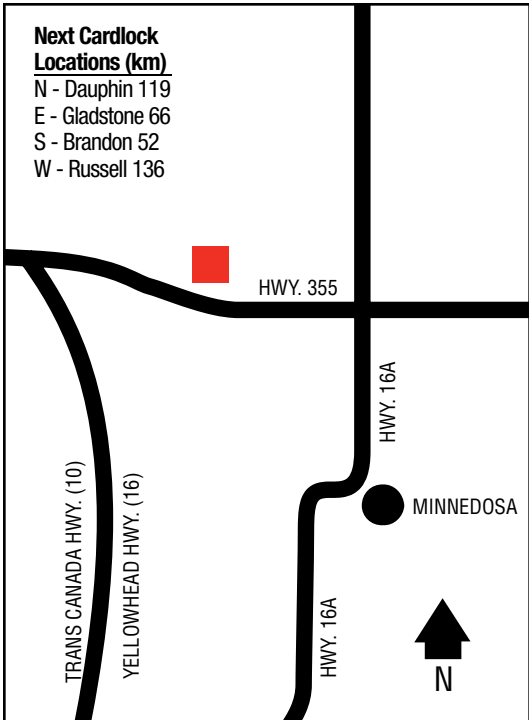 Next Cardlock
Locations (km)
N - Dauphin 119
E - Gladstone 66
S - Brandon 52
W - Russell 136
HWY. 355
HWY. 16A
MINNEDOSA
TRANS CANADA HWY. (10)
YELLOWHEAD HWY. (16)
HWY. 16A
N